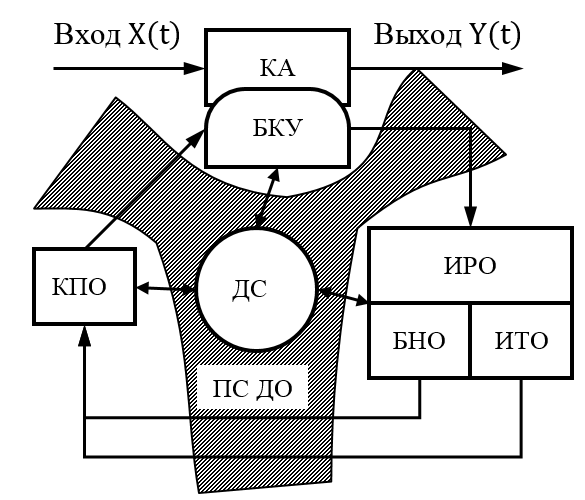 Вход X(t)
Выход Y(t)
КА
БКУ
КПО
ДС
ИРО
БНО
ИТО
ПС ДО